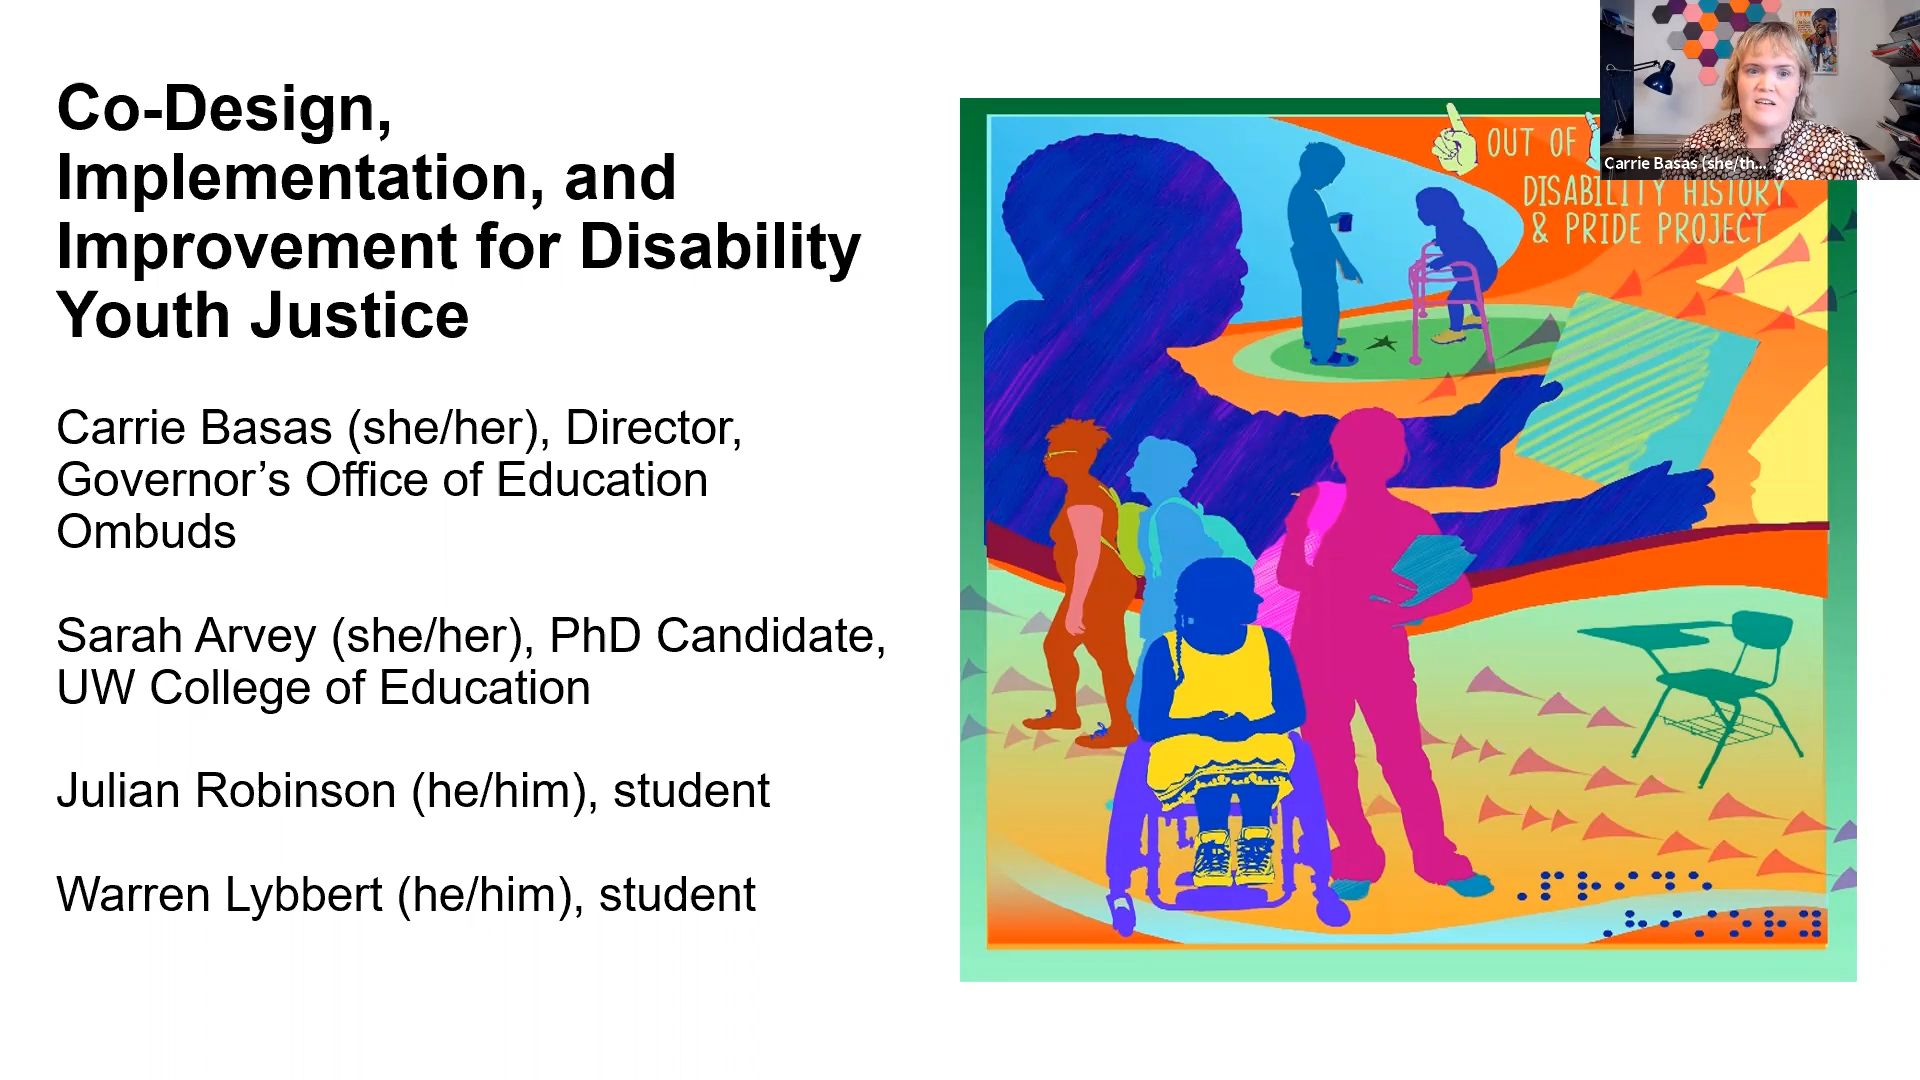 Co-Design,
Implementation, and
Improvement for Disability
Youth Justice
Carrie Basas (she/her), Director,
Governor’s Office of Education
Ombuds
Sarah Arvey (she/her), PhD Candidate,
UW College of Education
Julian Robinson (he/him), student
Warren Lybbert (he/him), student
OUT OF
DISABILITY HISTORY
& PRIDE PROJECT
Carrie Basas (she/th...